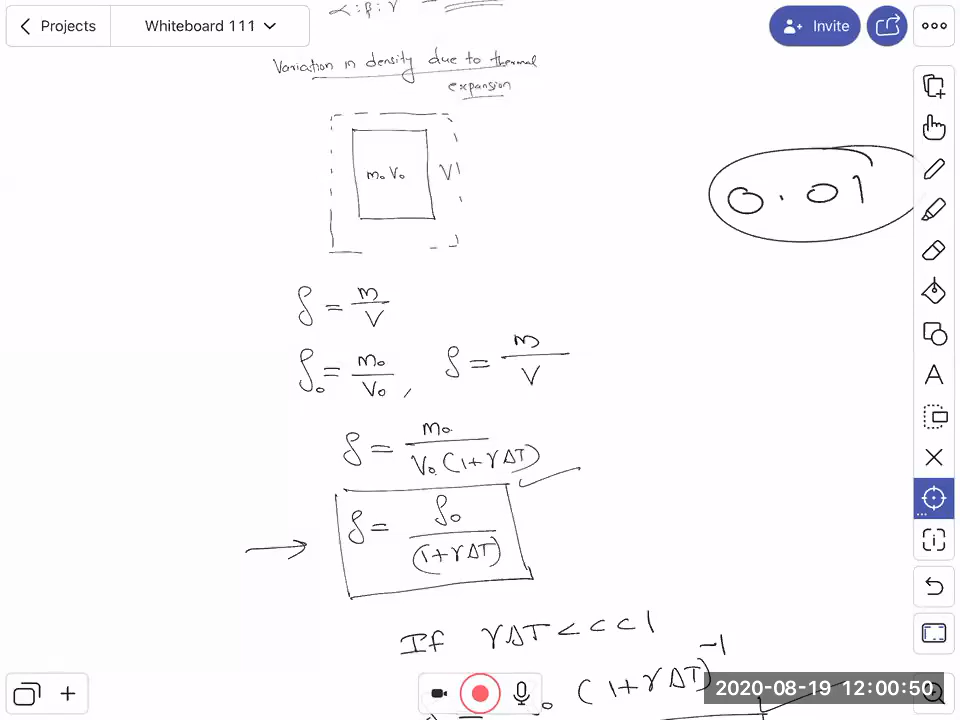 Projects
Whiteboard 111
Invite
α : β : γ
Variation in density due to thermal
expansion
m₀ V₀
V
0.01
ρ = m/V
ρ₀ = m₀/V₀ , ρ = m/V
ρ = m₀/V₀(1+γΔT)
ρ = ρ₀/(1+γΔT)
If γΔT <<<1
(1+γΔT)⁻¹
2020-08-19 12:00:50